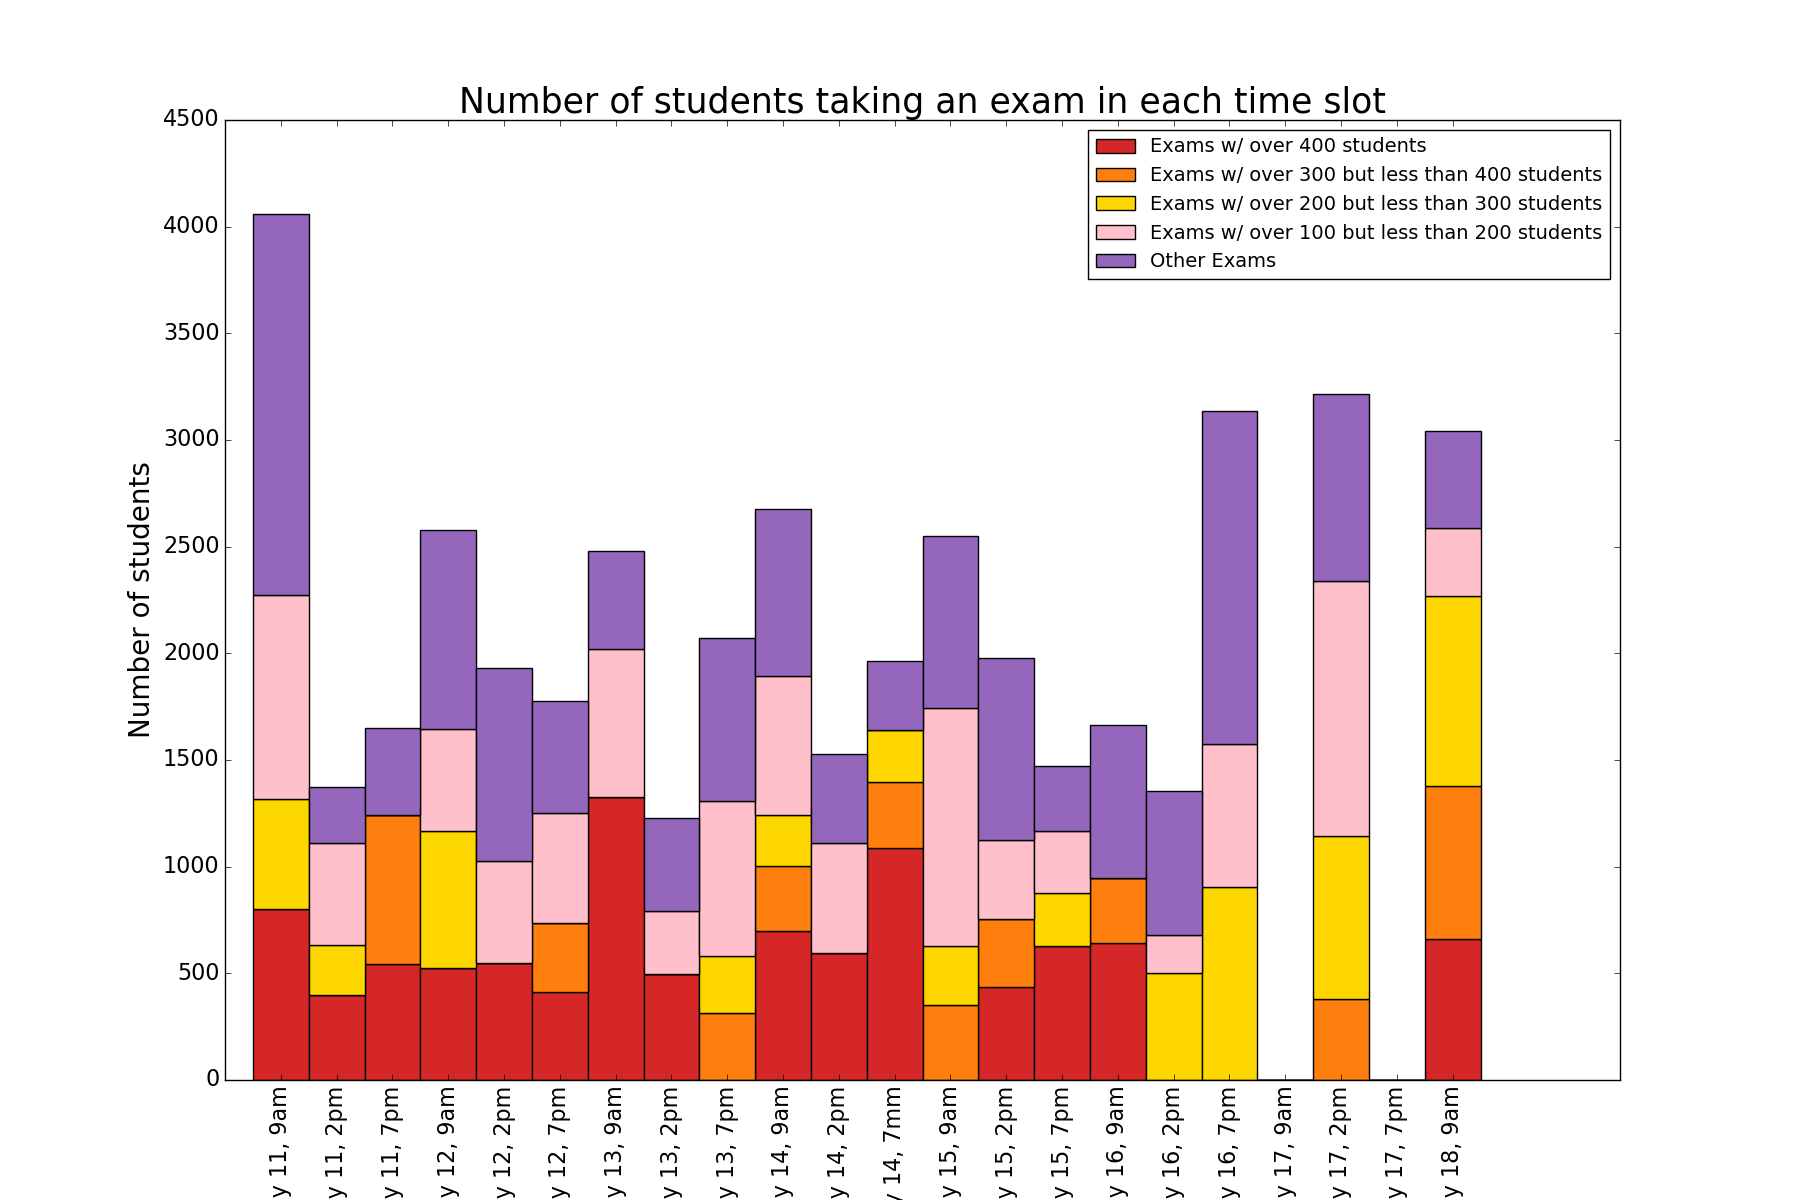 Number of students taking an exam in each time slot
Number of students
4500
4000
3500
3000
2500
2000
1500
1000
500
0
Exams w/ over 400 students
Exams w/ over 300 but less than 400 students
Exams w/ over 200 but less than 300 students
Exams w/ over 100 but less than 200 students
Other Exams
y 11, 9am
y 11, 2pm
y 11, 7pm
y 12, 9am
y 12, 2pm
y 12, 7pm
y 13, 9am
y 13, 2pm
y 13, 7pm
y 14, 9am
y 14, 2pm
y 14, 7mm
y 15, 9am
y 15, 2pm
y 15, 7pm
y 16, 9am
y 16, 2pm
y 16, 7pm
y 17, 9am
y 17, 2pm
y 17, 7pm
y 18, 9am